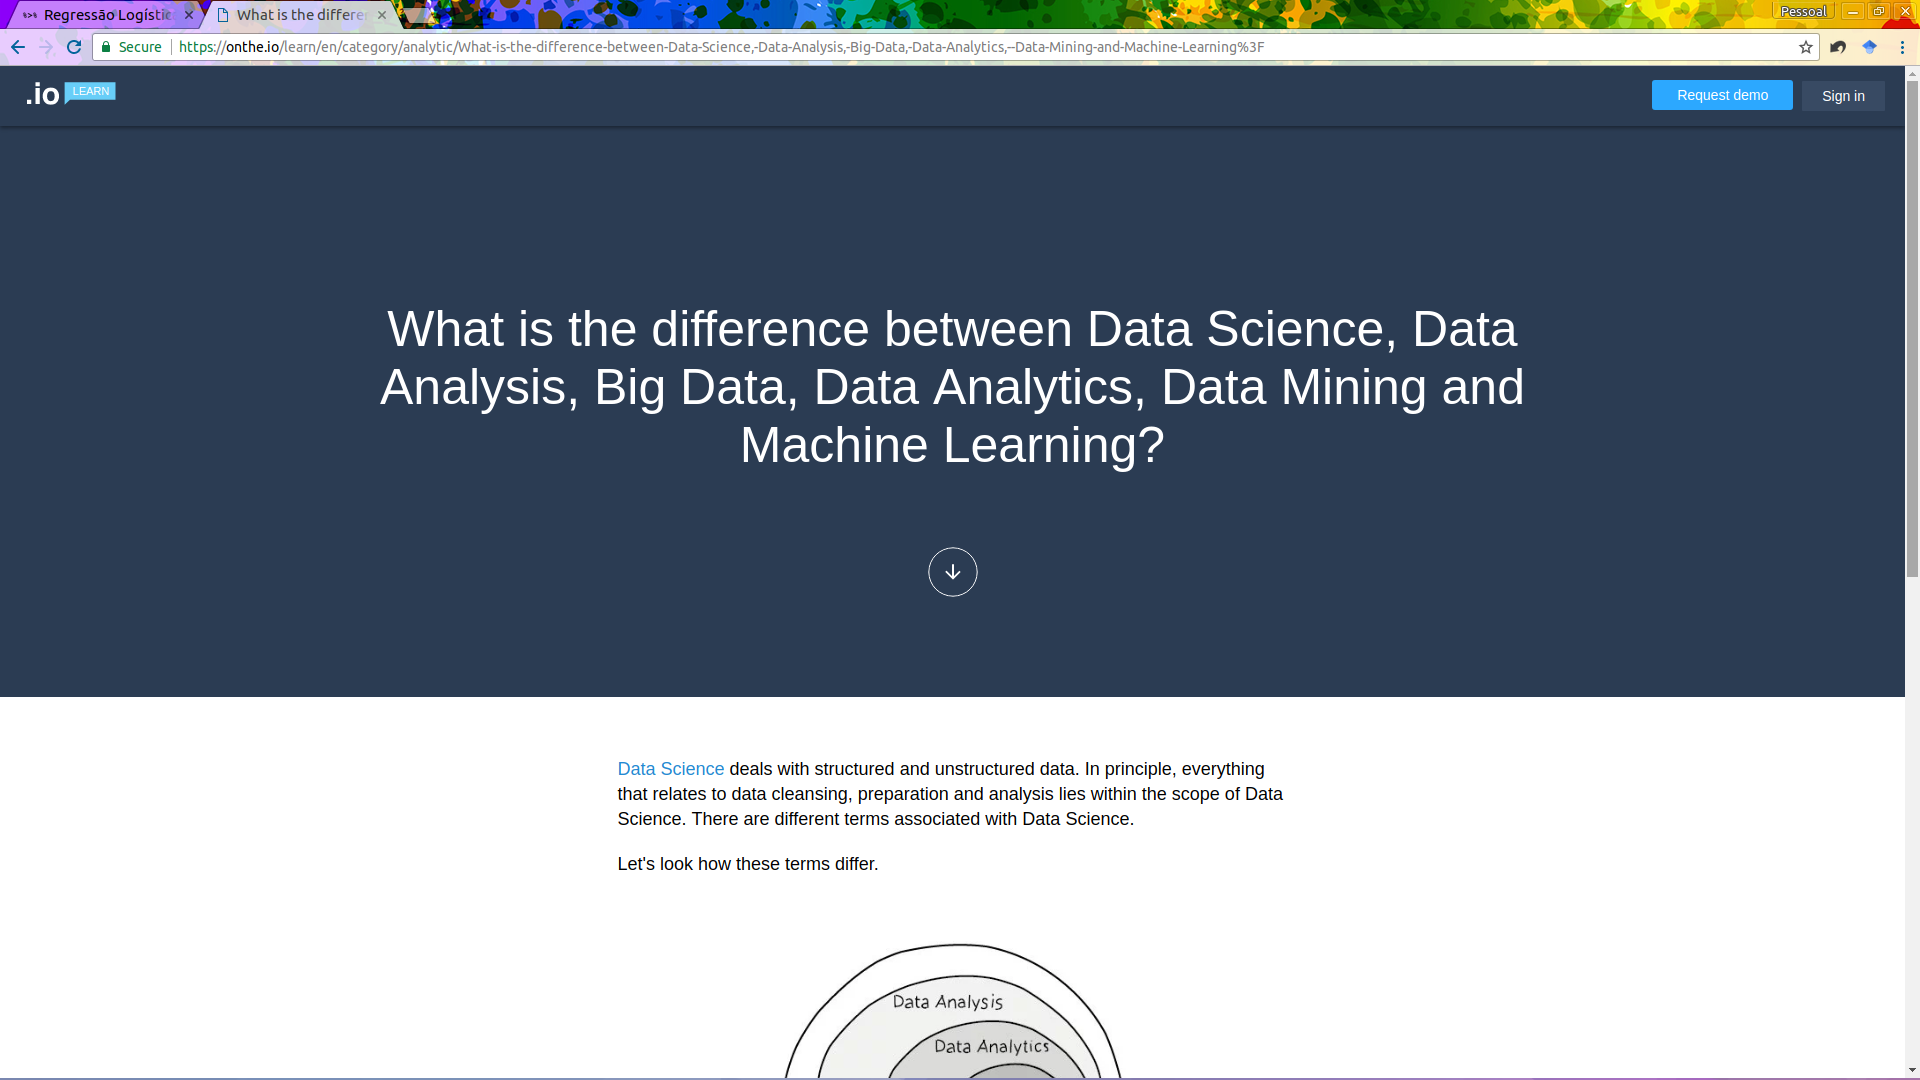 Regressão Logístic
What is the differe
Pessoal
Secure
https://onthe.io/learn/en/category/analytic/What-is-the-difference-between-Data-Science,-Data-Analysis,-Big-Data,-Data-Analytics,--Data-Mining-and-Machine-Learning%3F
.io LEARN
Request demo
Sign in
What is the difference between Data Science, Data
Analysis, Big Data, Data Analytics, Data Mining and
Machine Learning?
Data Science deals with structured and unstructured data. In principle, everything
that relates to data cleansing, preparation and analysis lies within the scope of Data
Science. There are different terms associated with Data Science.
Let's look how these terms differ.
Data Analysis
Data Analytics